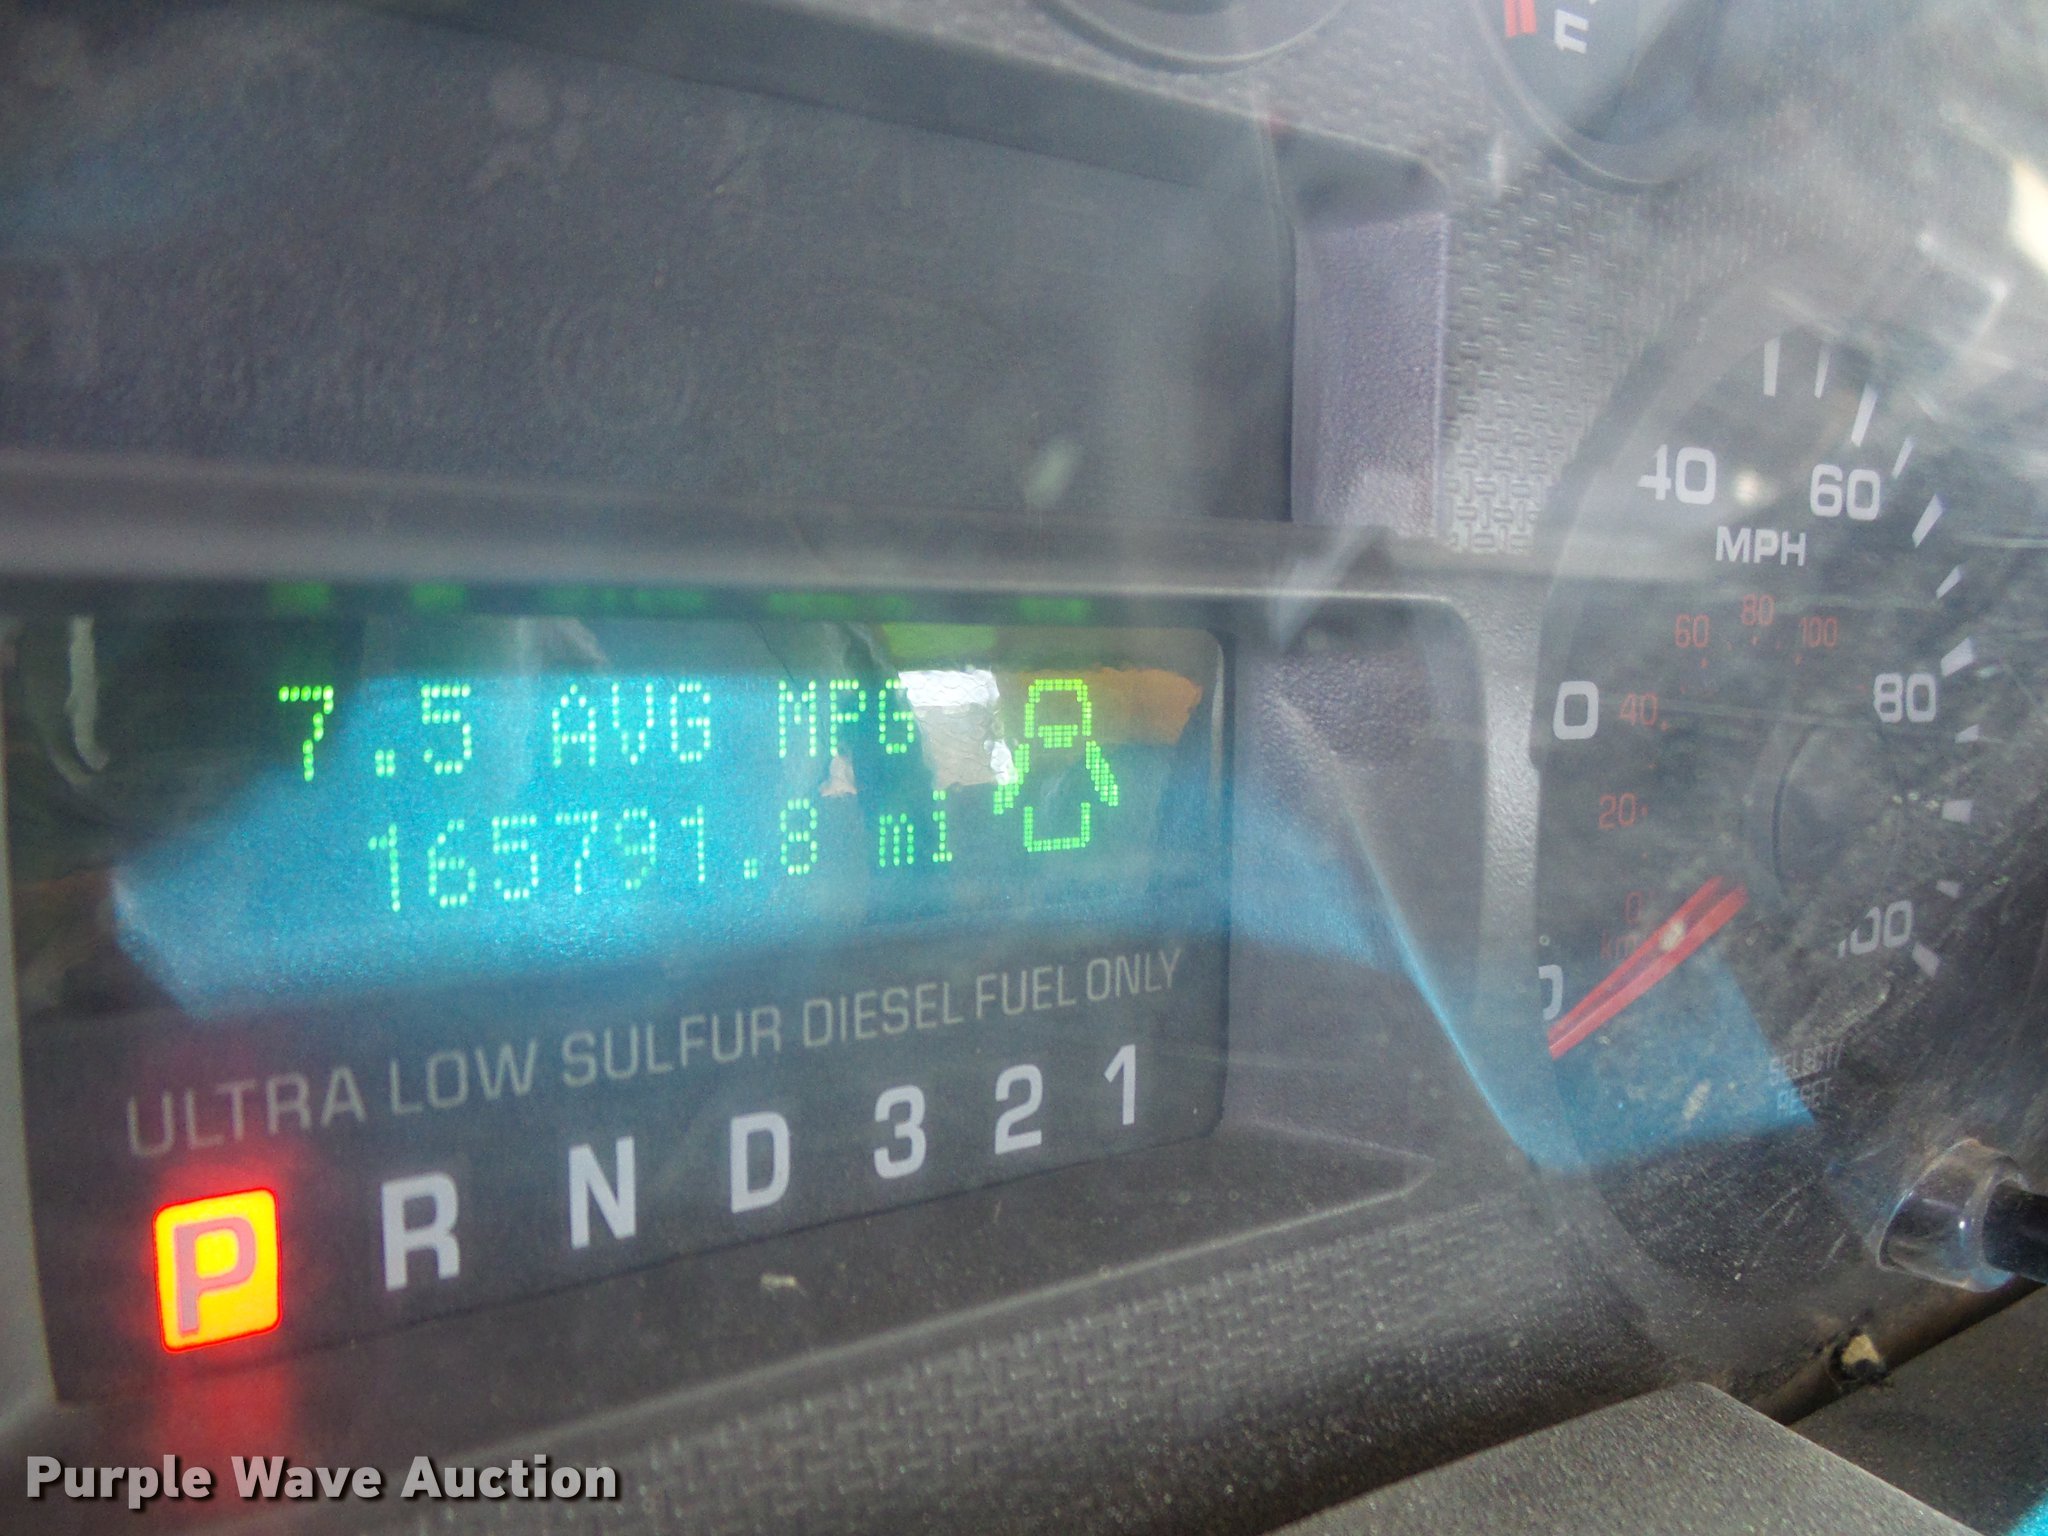 7.5 AVG MPG
165791.8 mi
ULTRA LOW SULFUR DIESEL FUEL ONLY
P R N D 3 2 1
40 60
MPH
60 80 100
40 80
20
0 100
0
SELECT/
RESET
Purple Wave Auction